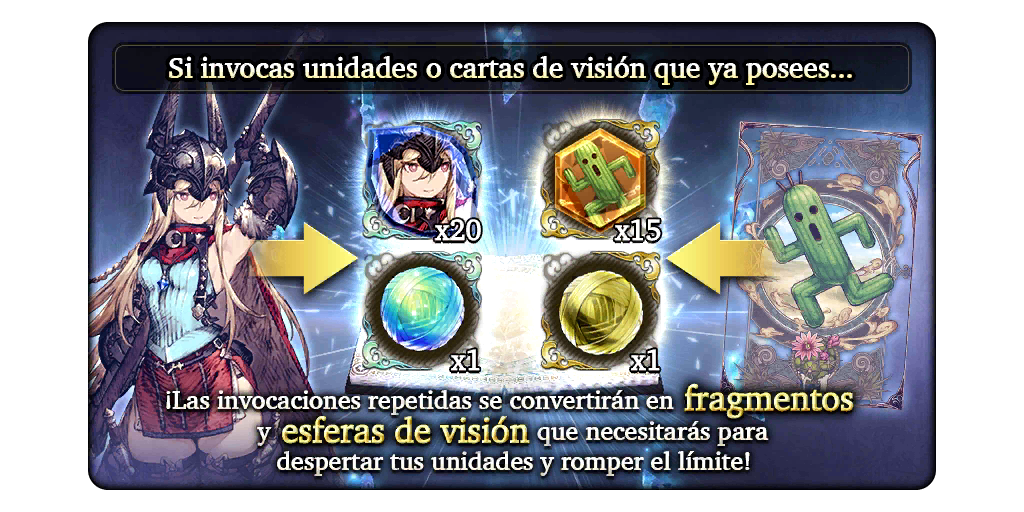 Si invocas unidades o cartas de visión que ya posees...
x20
x15
x1
x1
¡Las invocaciones repetidas se convertirán en fragmentos
y esferas de visión que necesitarás para
despertar tus unidades y romper el límite!